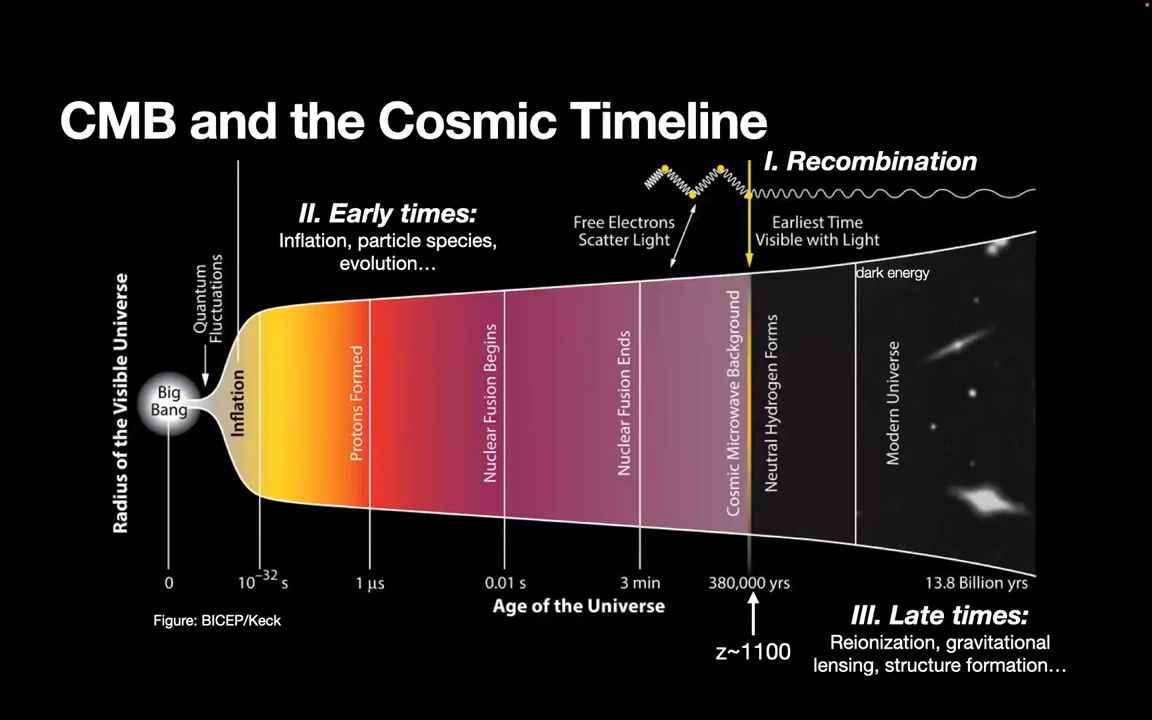 CMB and the Cosmic Timeline
I. Recombination
II. Early times:
Inflation, particle species,
evolution…
Free Electrons
Scatter Light
Earliest Time
Visible with Light
Radius of the Visible Universe
Quantum
Fluctuations
Big
Bang
Inflation
Protons Formed
Nuclear Fusion Begins
Nuclear Fusion Ends
Cosmic Microwave Background
Neutral Hydrogen Forms
dark energy
Modern Universe
0
10⁻³² s
1 µs
0.01 s
3 min
380,000 yrs
13.8 Billion yrs
Age of the Universe
Figure: BICEP/Keck
z~1100
III. Late times:
Reionization, gravitational
lensing, structure formation…